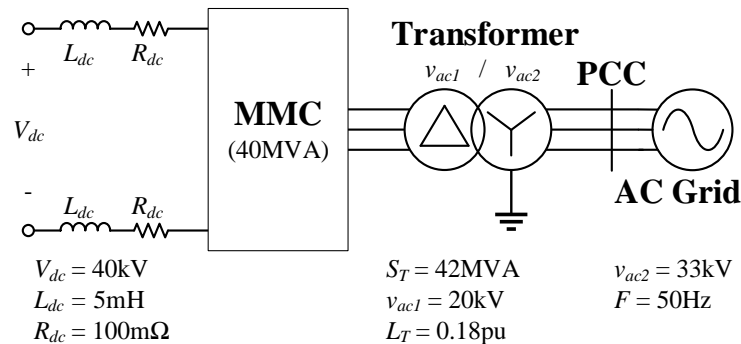 L_dc R_dc
Transformer
v_ac1 / v_ac2
PCC
+
V_dc
MMC
(40MVA)
-
L_dc R_dc
AC Grid
V_dc = 40kV
L_dc = 5mH
R_dc = 100mΩ
S_T = 42MVA
v_ac1 = 20kV
L_T = 0.18pu
v_ac2 = 33kV
F = 50Hz